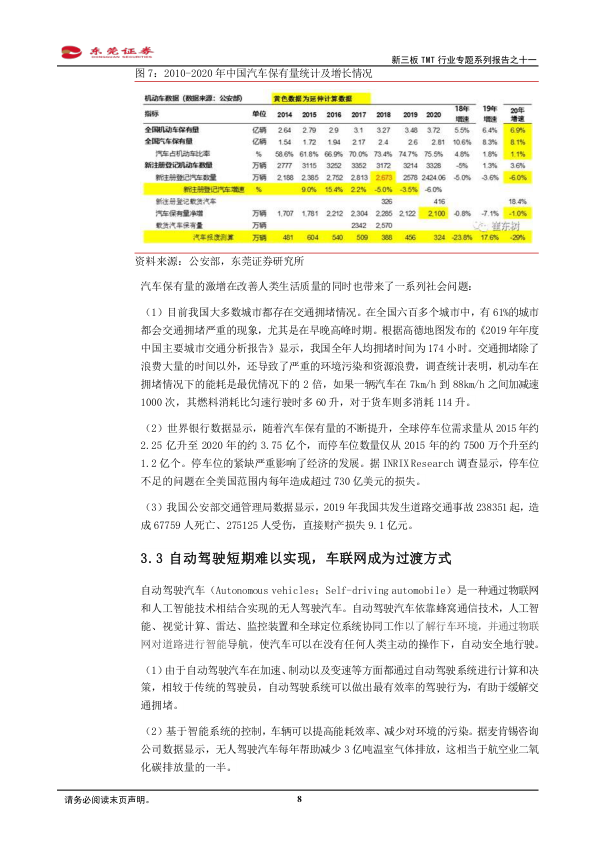 东莞证券
新三板 TMT 行业专题系列报告之十一
图 7：2010-2020 年中国汽车保有量统计及增长情况
机动车数据 (数据来源：公安部) 黄色数据为延伸计算数据
指标 单位 2014 2015 2016 2017 2018 2019 2020 18年增速 19年增速 20年增速
全国机动车保有量 亿辆 2.64 2.79 2.9 3.1 3.27 3.48 3.72 5.5% 6.4% 6.9%
全国汽车保有量 亿辆 1.54 1.72 1.94 2.17 2.4 2.6 2.81 10.6% 8.3% 8.1%
汽车占机动车比率 % 58.6% 61.8% 66.9% 70.0% 73.4% 74.7% 75.5% 4.8% 1.8% 1.1%
新注册登记机动车数量 万辆 2777 3115 3252 3352 3172 3214 3328 -5% 1.3% 3.6%
新注册登记汽车数量 万辆 2,188 2,385 2,752 2,813 2,673 2578 2424.06 -5.0% -3.6% -6.0%
新注册登记汽车增速 % 9.0% 15.4% 2.2% -5.0% -3.5% -6.0%
新注册登记载货汽车 326 416 18.4%
汽车保有量净增 万辆 1,707 1,781 2,212 2,304 2,285 2,122 2,100 -0.8% -7.1% -1.0%
载货汽车保有量 万辆 2342 2,570
崔东树
汽车报废测算 万辆 481 604 540 509 388 456 324 -23.8% 17.6% -29%
资料来源：公安部，东莞证券研究所
汽车保有量的激增在改善人类生活质量的同时也带来了一系列社会问题：
（1）目前我国大多数城市都存在交通拥堵情况。在全国六百多个城市中，有 61%的城市
都会交通拥堵严重的现象，尤其是在早晚高峰时期。根据高德地图发布的《2019 年年度
中国主要城市交通分析报告》显示，我国全年人均拥堵时间为 174 小时。交通拥堵除了
浪费大量的时间以外，还导致了严重的环境污染和资源浪费，调查统计表明，机动车在
拥堵情况下的能耗是最优情况下的 2 倍，如果一辆汽车在 7km/h 到 88km/h 之间加减速
1000 次，其燃料消耗比匀速行驶时多 60 升，对于货车则多消耗 114 升。
（2）世界银行数据显示，随着汽车保有量的不断提升，全球停车位需求量从 2015 年约
2.25 亿升至 2020 年的约 3.75 亿个，而停车位数量仅从 2015 年的约 7500 万个升至约
1.2 亿个。停车位的紧缺严重影响了经济的发展。据 INRIX Research 调查显示，停车位
不足的问题在全美国范围内每年造成超过 730 亿美元的损失。
（3）我国公安部交通管理局数据显示，2019 年我国共发生道路交通事故 238351 起，造
成 67759 人死亡、275125 人受伤，直接财产损失 9.1 亿元。
3.3 自动驾驶短期难以实现，车联网成为过渡方式
自动驾驶汽车（Autonomous vehicles；Self-driving automobile）是一种通过物联网
和人工智能技术相结合实现的无人驾驶汽车。自动驾驶汽车依靠蜂窝通信技术，人工智
能、视觉计算、雷达、监控装置和全球定位系统协同工作以了解行车环境，并通过物联
网对道路进行智能导航。使汽车可以在没有任何人类主动的操作下，自动安全地行驶。
（1）由于自动驾驶汽车在加速、制动以及变速等方面都通过自动驾驶系统进行计算和决
策，相较于传统的驾驶员，自动驾驶系统可以做出最有效率的驾驶行为，有助于缓解交
通拥堵。
（2）基于智能系统的控制，车辆可以提高能耗效率、减少对环境的污染。据麦肯锡咨询
公司数据显示，无人驾驶汽车每年帮助减少 3 亿吨温室气体排放，这相当于航空业二氧
化碳排放量的一半。
请务必阅读末页声明。 8